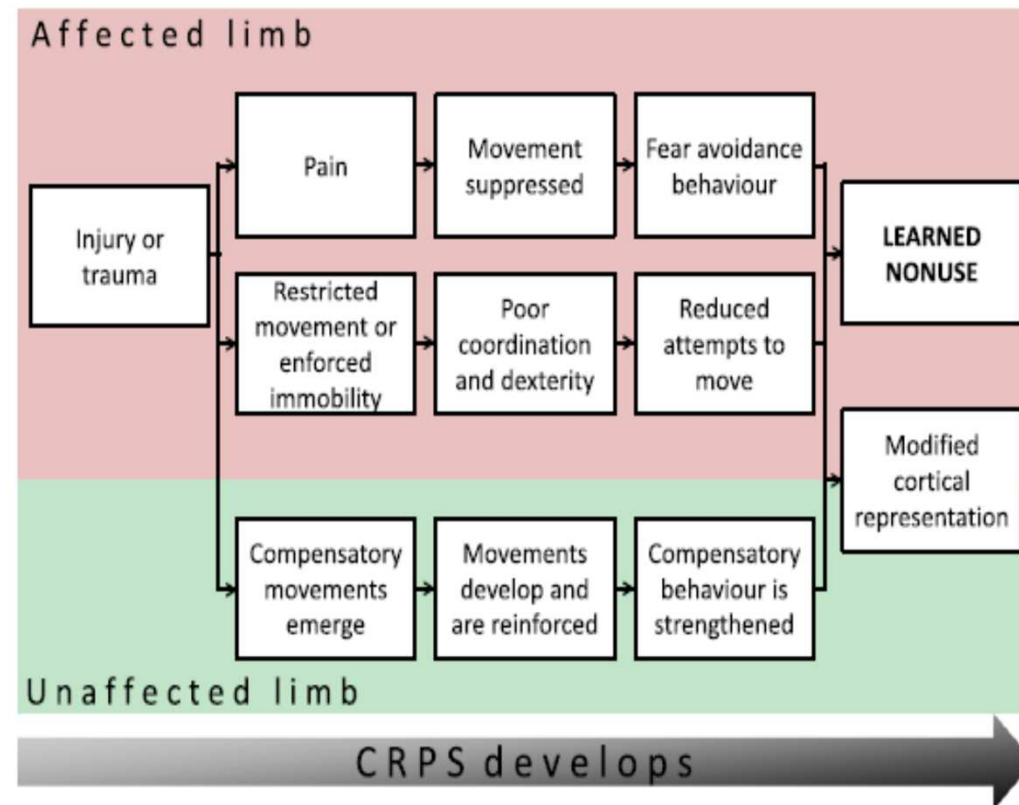 Affected limb
Injury or
trauma
Pain
Movement
suppressed
Fear avoidance
behaviour
Restricted
movement or
enforced
immobility
Poor
coordination
and dexterity
Reduced
attempts to
move
LEARNED
NONUSE
Modified
cortical
representation
Compensatory
movements
emerge
Movements
develop and
are reinforced
Compensatory
behaviour is
strengthened
Unaffected limb
CRPS develops